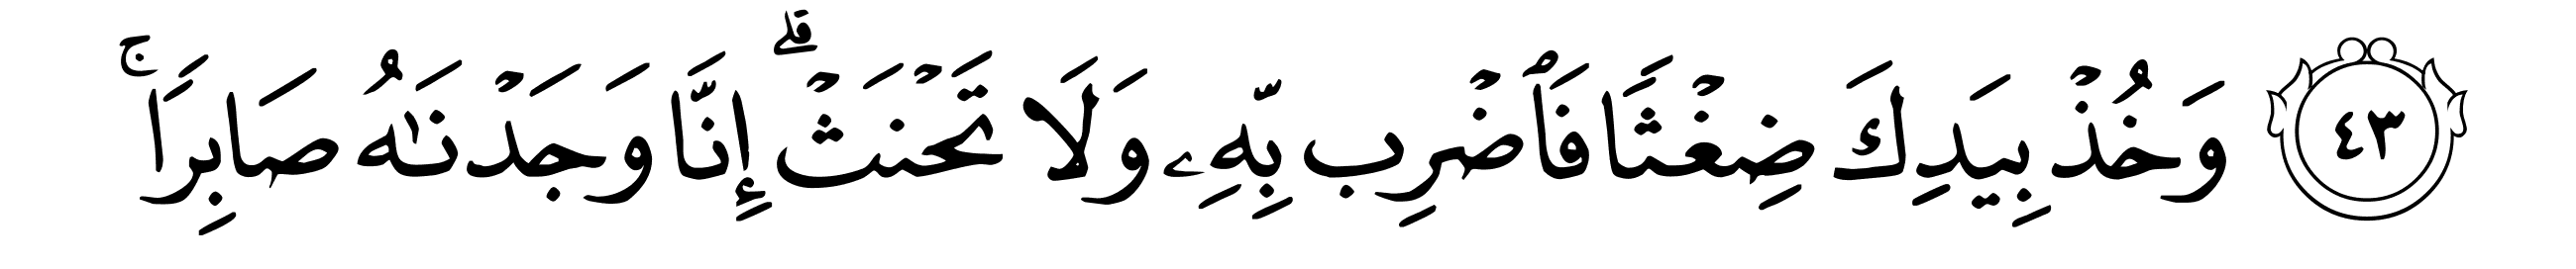 ٤٣ وَخُذْ بِيَدِكَ ضِغْثًا فَٱضْرِب بِّهِۦ وَلَا تَحْنَثْ ۗ إِنَّا وَجَدْنَـٰهُ صَابِرًا ۚ